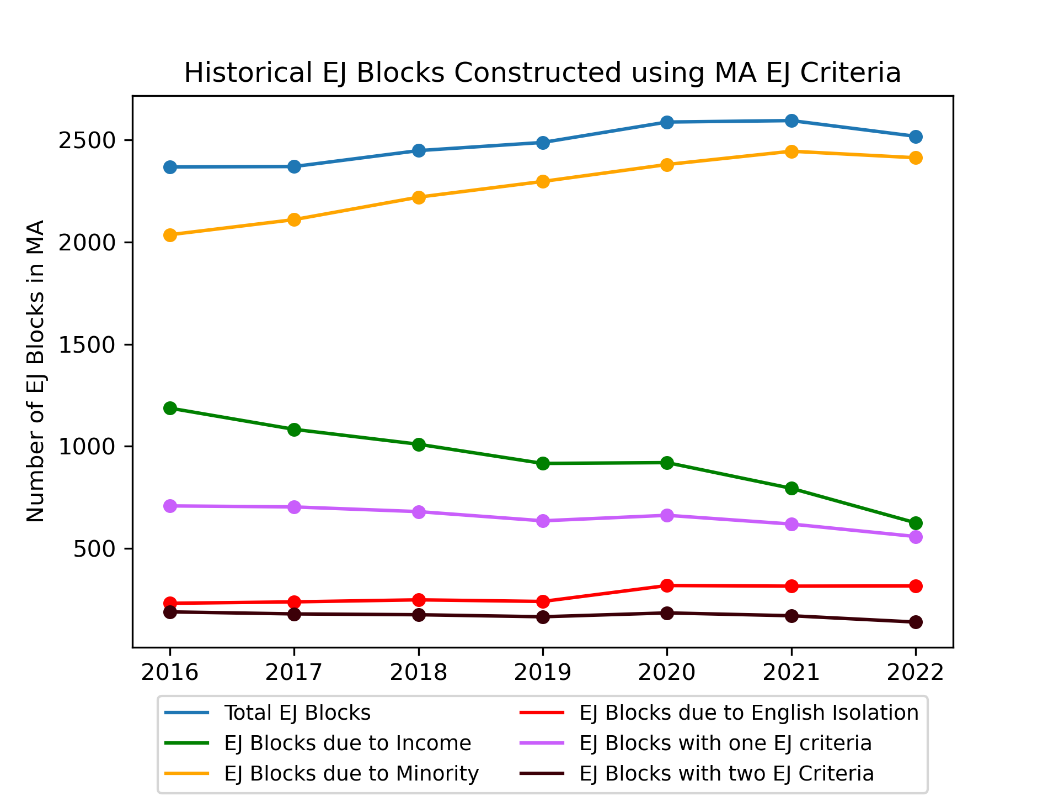 Historical EJ Blocks Constructed using MA EJ Criteria
Number of EJ Blocks in MA
2500
2000
1500
1000
500
2016 2017 2018 2019 2020 2021 2022
Total EJ Blocks
EJ Blocks due to Income
EJ Blocks due to Minority
EJ Blocks due to English Isolation
EJ Blocks with one EJ criteria
EJ Blocks with two EJ Criteria